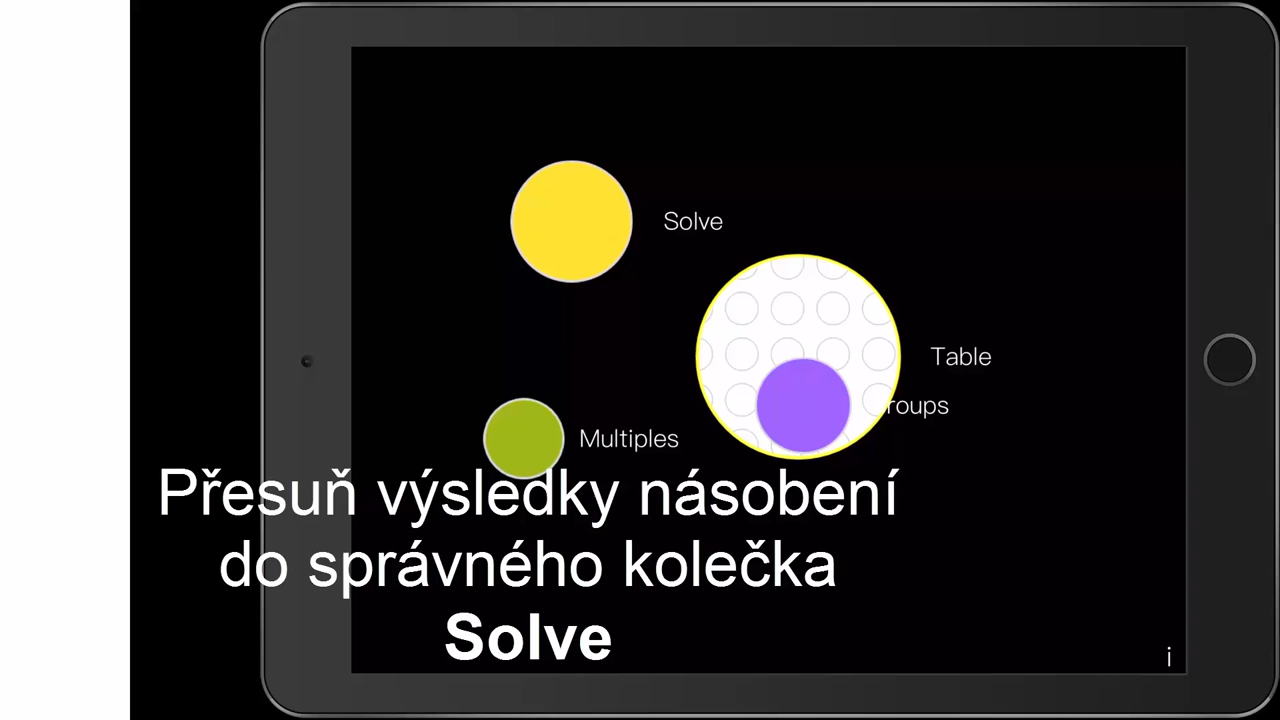 Solve
Table
roups
Multiples
Přesuň výsledky násobení
do správného kolečka
Solve
i